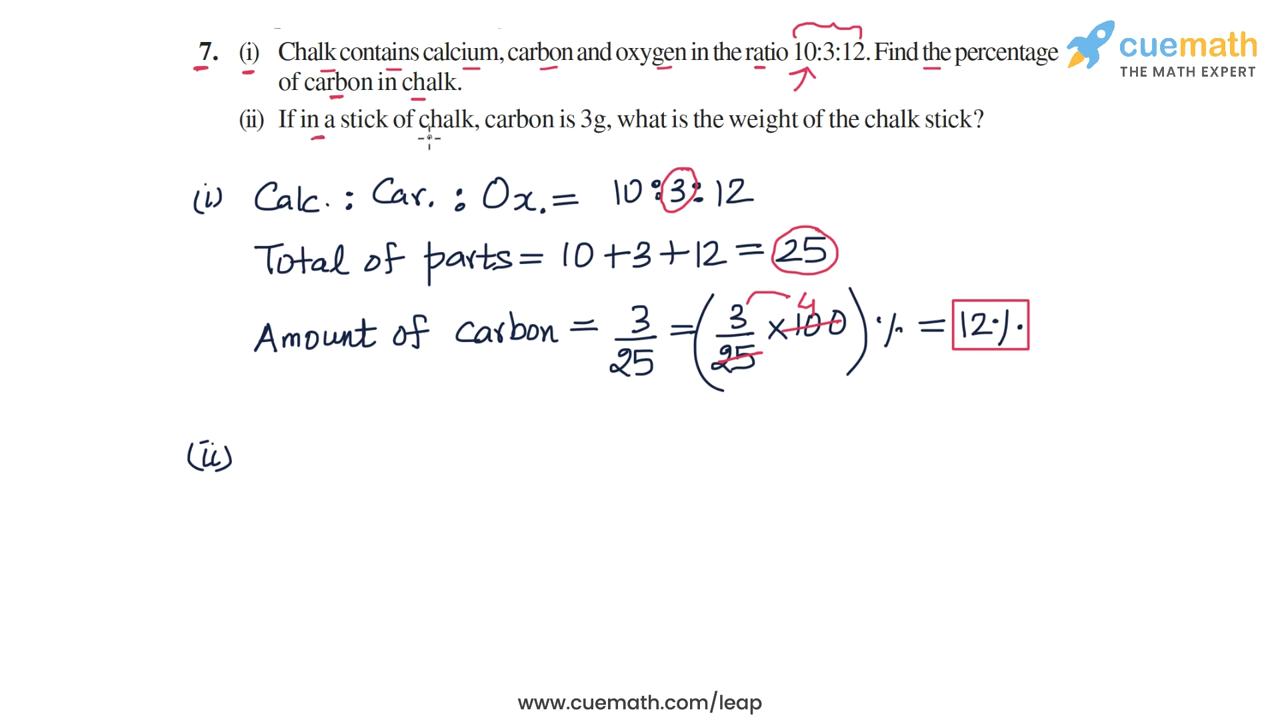 7. (i) Chalk contains calcium, carbon and oxygen in the ratio 10:3:12. Find the percentage
of carbon in chalk.
(ii) If in a stick of chalk, carbon is 3g, what is the weight of the chalk stick?
cuemath
THE MATH EXPERT
(i) Calc. : Car. : Ox. = 10:3:12
Total of parts = 10+3+12 = 25
Amount of carbon = 3/25 = (3/25 × 100) % = 12%.
4
(ii)
www.cuemath.com/leap